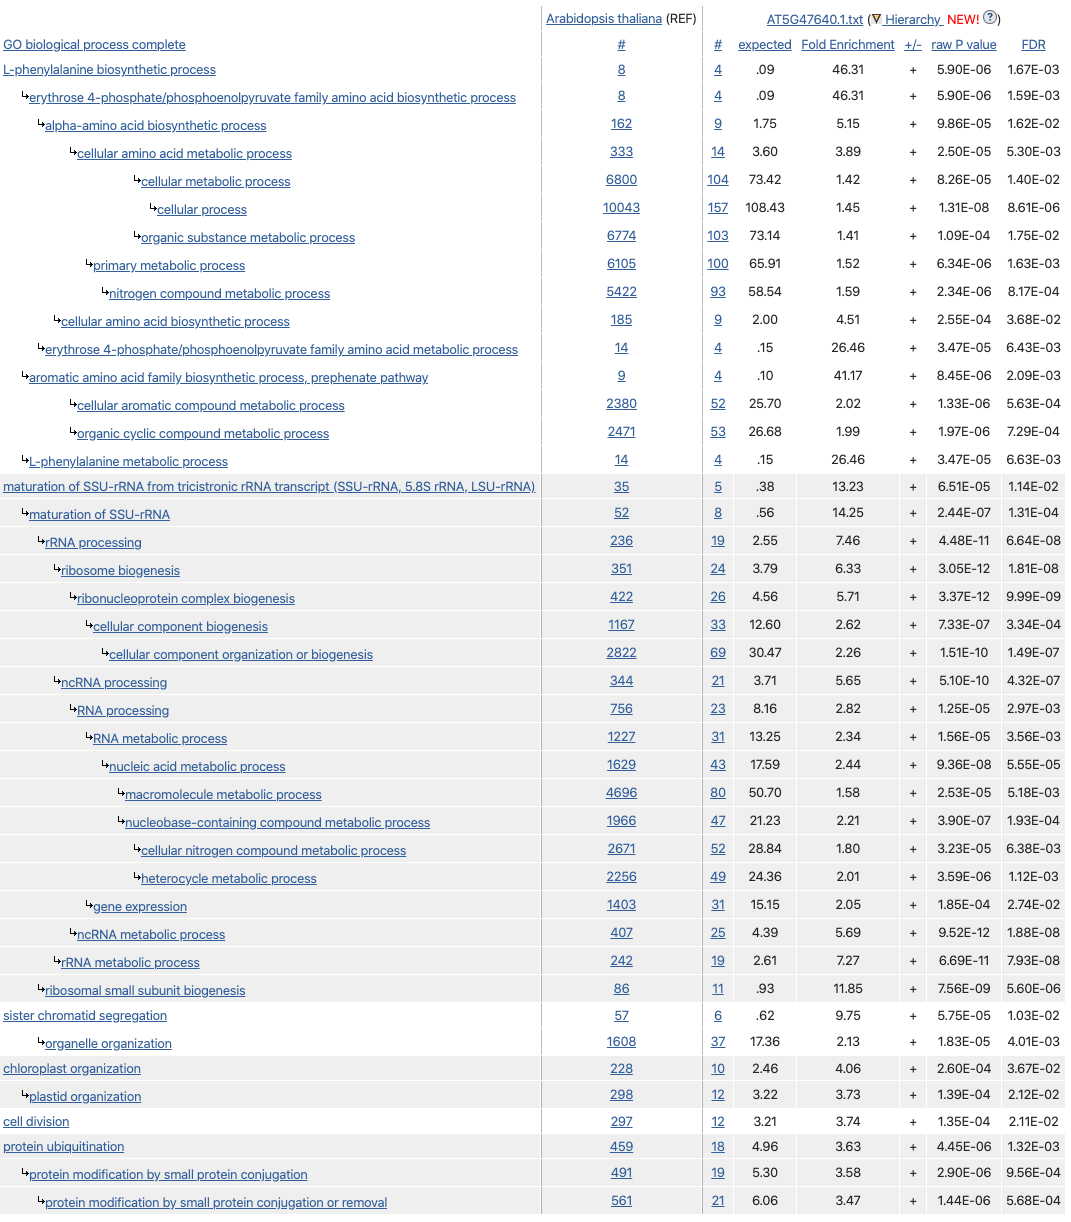 Arabidopsis thaliana (REF) AT5G47640.1.txt (▼ Hierarchy NEW! ?)
GO biological process complete # # expected Fold Enrichment +/- raw P value FDR
L-phenylalanine biosynthetic process 8 4 .09 46.31 + 5.90E-06 1.67E-03
↳erythrose 4-phosphate/phosphoenolpyruvate family amino acid biosynthetic process 8 4 .09 46.31 + 5.90E-06 1.59E-03
↳alpha-amino acid biosynthetic process 162 9 1.75 5.15 + 9.86E-05 1.62E-02
↳cellular amino acid metabolic process 333 14 3.60 3.89 + 2.50E-05 5.30E-03
↳cellular metabolic process 6800 104 73.42 1.42 + 8.26E-05 1.40E-02
↳cellular process 10043 157 108.43 1.45 + 1.31E-08 8.61E-06
↳organic substance metabolic process 6774 103 73.14 1.41 + 1.09E-04 1.75E-02
↳primary metabolic process 6105 100 65.91 1.52 + 6.34E-06 1.63E-03
↳nitrogen compound metabolic process 5422 93 58.54 1.59 + 2.34E-06 8.17E-04
↳cellular amino acid biosynthetic process 185 9 2.00 4.51 + 2.55E-04 3.68E-02
↳erythrose 4-phosphate/phosphoenolpyruvate family amino acid metabolic process 14 4 .15 26.46 + 3.47E-05 6.43E-03
↳aromatic amino acid family biosynthetic process, prephenate pathway 9 4 .10 41.17 + 8.45E-06 2.09E-03
↳cellular aromatic compound metabolic process 2380 52 25.70 2.02 + 1.33E-06 5.63E-04
↳organic cyclic compound metabolic process 2471 53 26.68 1.99 + 1.97E-06 7.29E-04
↳L-phenylalanine metabolic process 14 4 .15 26.46 + 3.47E-05 6.63E-03
maturation of SSU-rRNA from tricistronic rRNA transcript (SSU-rRNA, 5.8S rRNA, LSU-rRNA) 35 5 .38 13.23 + 6.51E-05 1.14E-02
↳maturation of SSU-rRNA 52 8 .56 14.25 + 2.44E-07 1.31E-04
↳rRNA processing 236 19 2.55 7.46 + 4.48E-11 6.64E-08
↳ribosome biogenesis 351 24 3.79 6.33 + 3.05E-12 1.81E-08
↳ribonucleoprotein complex biogenesis 422 26 4.56 5.71 + 3.37E-12 9.99E-09
↳cellular component biogenesis 1167 33 12.60 2.62 + 7.33E-07 3.34E-04
↳cellular component organization or biogenesis 2822 69 30.47 2.26 + 1.51E-10 1.49E-07
↳ncRNA processing 344 21 3.71 5.65 + 5.10E-10 4.32E-07
↳RNA processing 756 23 8.16 2.82 + 1.25E-05 2.97E-03
↳RNA metabolic process 1227 31 13.25 2.34 + 1.56E-05 3.56E-03
↳nucleic acid metabolic process 1629 43 17.59 2.44 + 9.36E-08 5.55E-05
↳macromolecule metabolic process 4696 80 50.70 1.58 + 2.53E-05 5.18E-03
↳nucleobase-containing compound metabolic process 1966 47 21.23 2.21 + 3.90E-07 1.93E-04
↳cellular nitrogen compound metabolic process 2671 52 28.84 1.80 + 3.23E-05 6.38E-03
↳heterocycle metabolic process 2256 49 24.36 2.01 + 3.59E-06 1.12E-03
↳gene expression 1403 31 15.15 2.05 + 1.85E-04 2.74E-02
↳ncRNA metabolic process 407 25 4.39 5.69 + 9.52E-12 1.88E-08
↳rRNA metabolic process 242 19 2.61 7.27 + 6.69E-11 7.93E-08
↳ribosomal small subunit biogenesis 86 11 .93 11.85 + 7.56E-09 5.60E-06
sister chromatid segregation 57 6 .62 9.75 + 5.75E-05 1.03E-02
↳organelle organization 1608 37 17.36 2.13 + 1.83E-05 4.01E-03
chloroplast organization 228 10 2.46 4.06 + 2.60E-04 3.67E-02
↳plastid organization 298 12 3.22 3.73 + 1.39E-04 2.12E-02
cell division 297 12 3.21 3.74 + 1.35E-04 2.11E-02
protein ubiquitination 459 18 4.96 3.63 + 4.45E-06 1.32E-03
↳protein modification by small protein conjugation 491 19 5.30 3.58 + 2.90E-06 9.56E-04
↳protein modification by small protein conjugation or removal 561 21 6.06 3.47 + 1.44E-06 5.68E-04